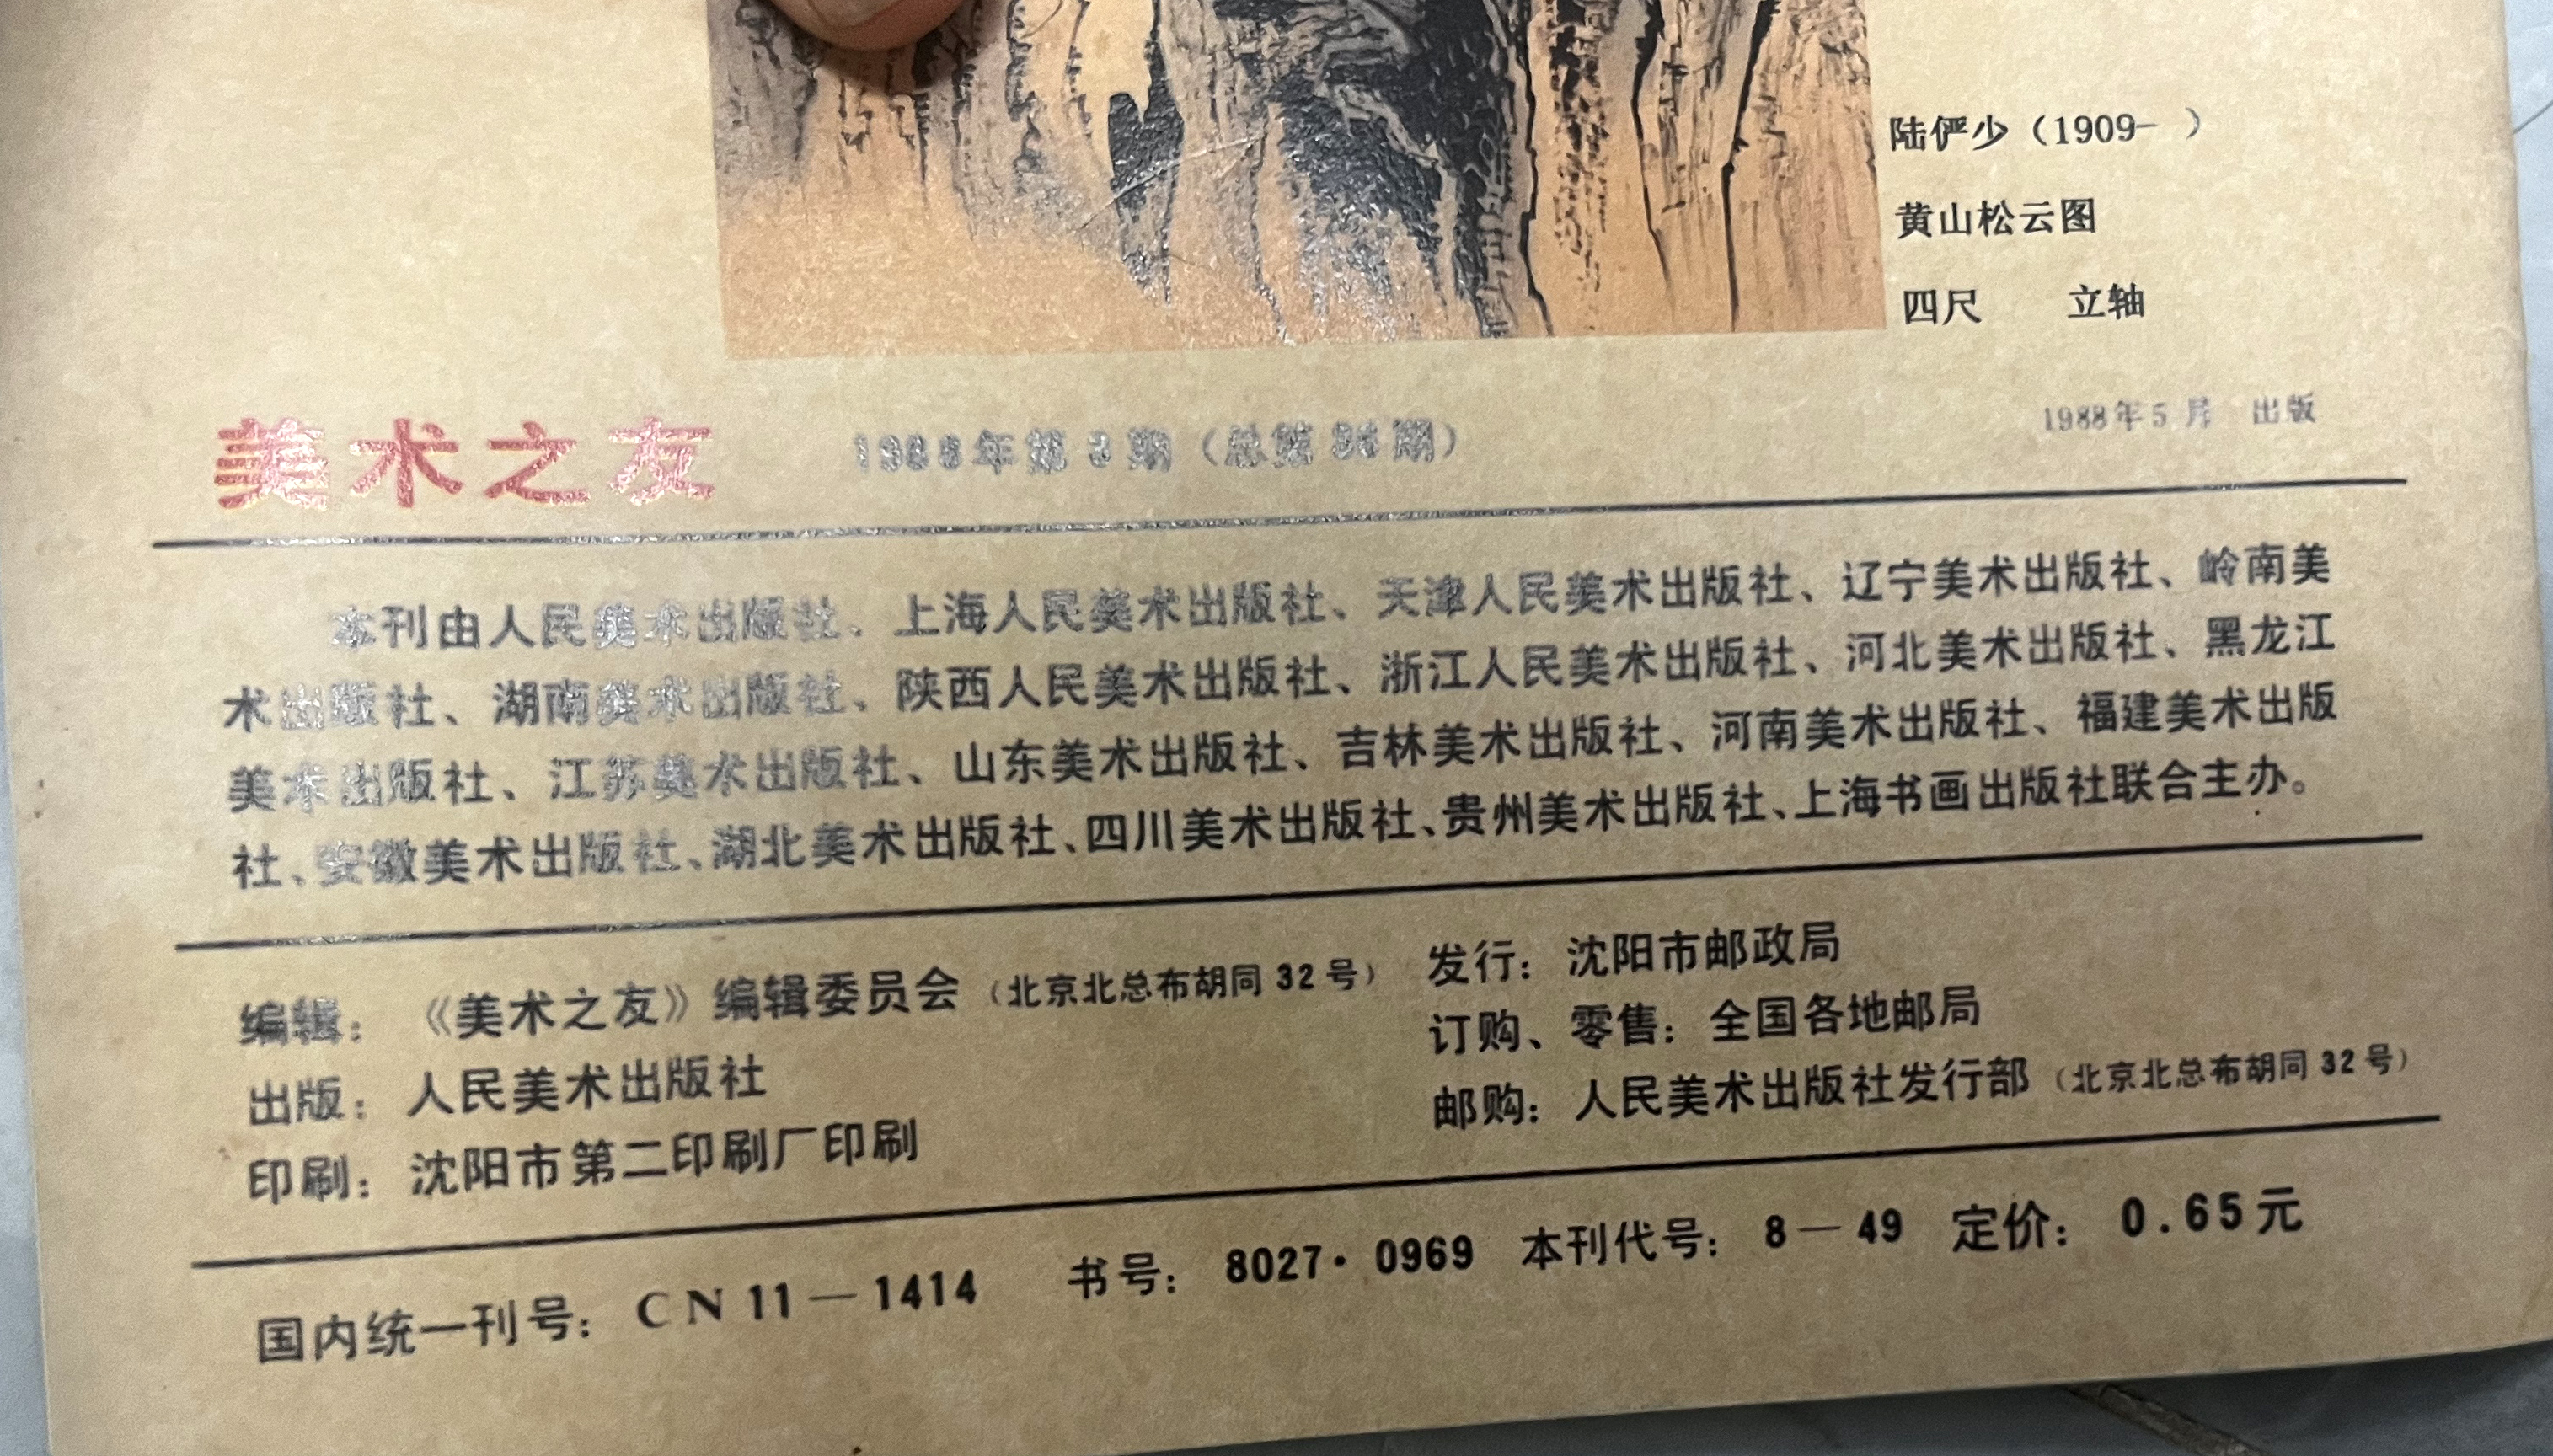 陆俨少（1909— ）
黄山松云图
四尺 立轴
美术之友 1988年第3期（总第36期） 1988年5月 出版
本刊由人民美术出版社、上海人民美术出版社、天津人民美术出版社、辽宁美术出版社、岭南美
术出版社、湖南美术出版社、陕西人民美术出版社、浙江人民美术出版社、河北美术出版社、黑龙江
美术出版社、江苏美术出版社、山东美术出版社、吉林美术出版社、河南美术出版社、福建美术出版
社、安徽美术出版社、湖北美术出版社、四川美术出版社、贵州美术出版社、上海书画出版社联合主办。
编辑：《美术之友》编辑委员会（北京北总布胡同32号）
出版：人民美术出版社
印刷：沈阳市第二印刷厂印刷
发行：沈阳市邮政局
订购、零售：全国各地邮局
邮购：人民美术出版社发行部（北京北总布胡同32号）
国内统一刊号：CN 11—1414 书号：8027·0969 本刊代号：8—49 定价：0.65元